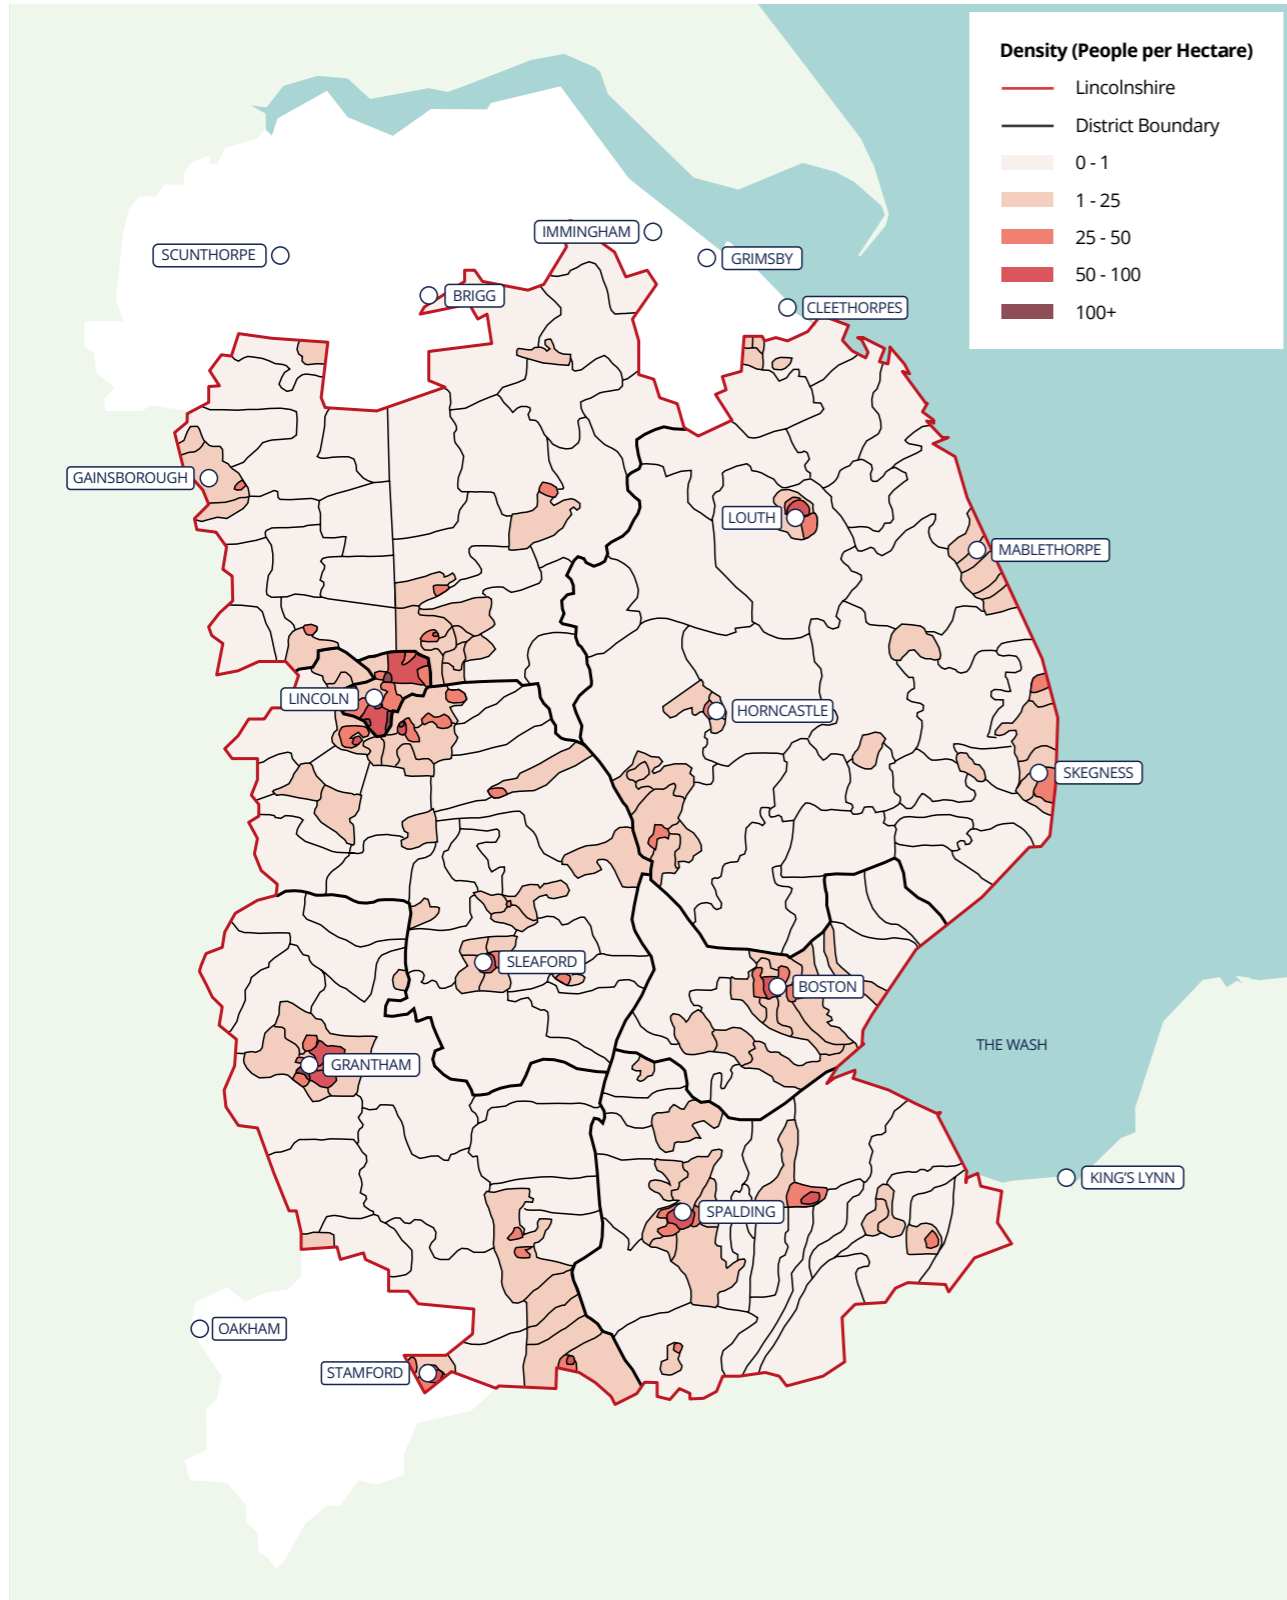 Density (People per Hectare)
Lincolnshire
District Boundary
0 - 1
1 - 25
25 - 50
50 - 100
100+
IMMINGHAM
SCUNTHORPE
GRIMSBY
BRIGG
CLEETHORPES
GAINSBOROUGH
LOUTH
MABLETHORPE
LINCOLN
HORNCASTLE
SKEGNESS
SLEAFORD
BOSTON
THE WASH
GRANTHAM
KING'S LYNN
SPALDING
OAKHAM
STAMFORD